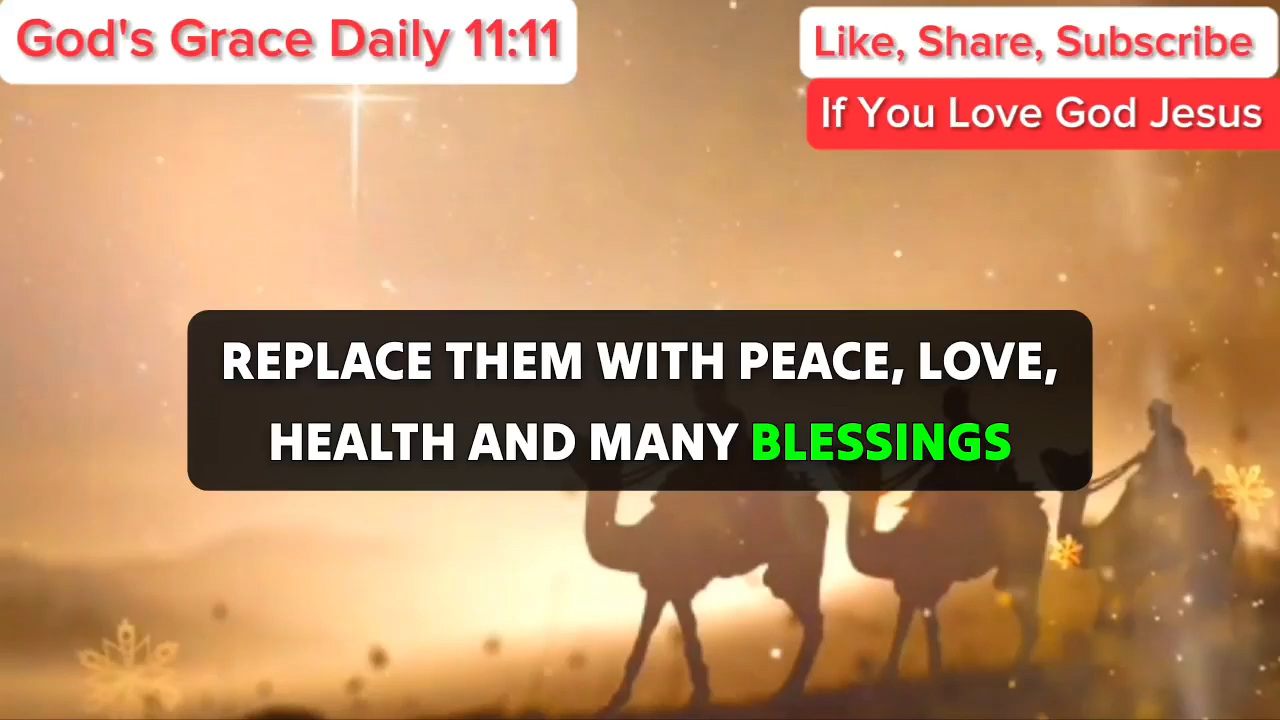 God's Grace Daily 11:11
Like, Share, Subscribe
If You Love God Jesus
REPLACE THEM WITH PEACE, LOVE,
HEALTH AND MANY BLESSINGS